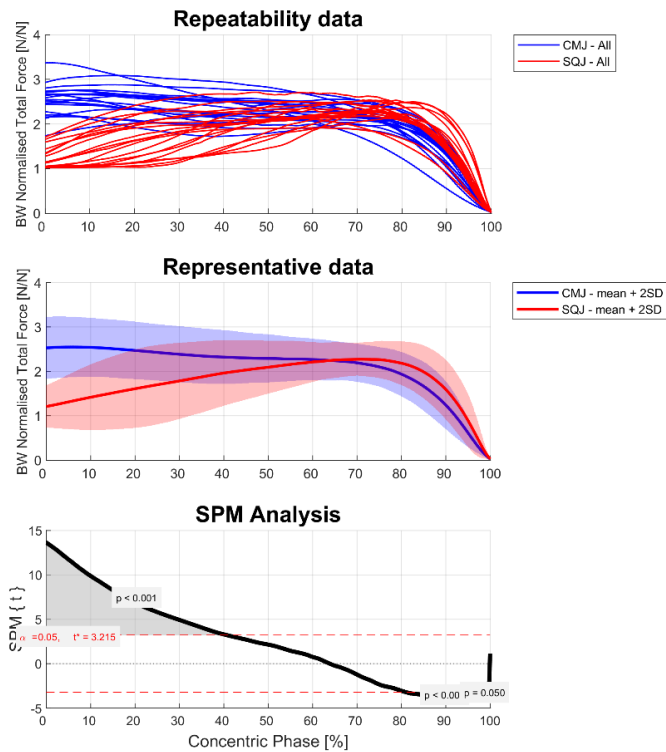 Repeatability data
BW Normalised Total Force [N/N]
4
3
2
1
0
0 10 20 30 40 50 60 70 80 90 100
CMJ - All
SQJ - All
Representative data
BW Normalised Total Force [N/N]
4
3
2
1
0
0 10 20 30 40 50 60 70 80 90 100
CMJ - mean + 2SD
SQJ - mean + 2SD
SPM Analysis
SPM { t }
15
10
5
0
-5
p < 0.001
α =0.05, t* = 3.215
p < 0.00
p = 0.050
0 10 20 30 40 50 60 70 80 90 100
Concentric Phase [%]